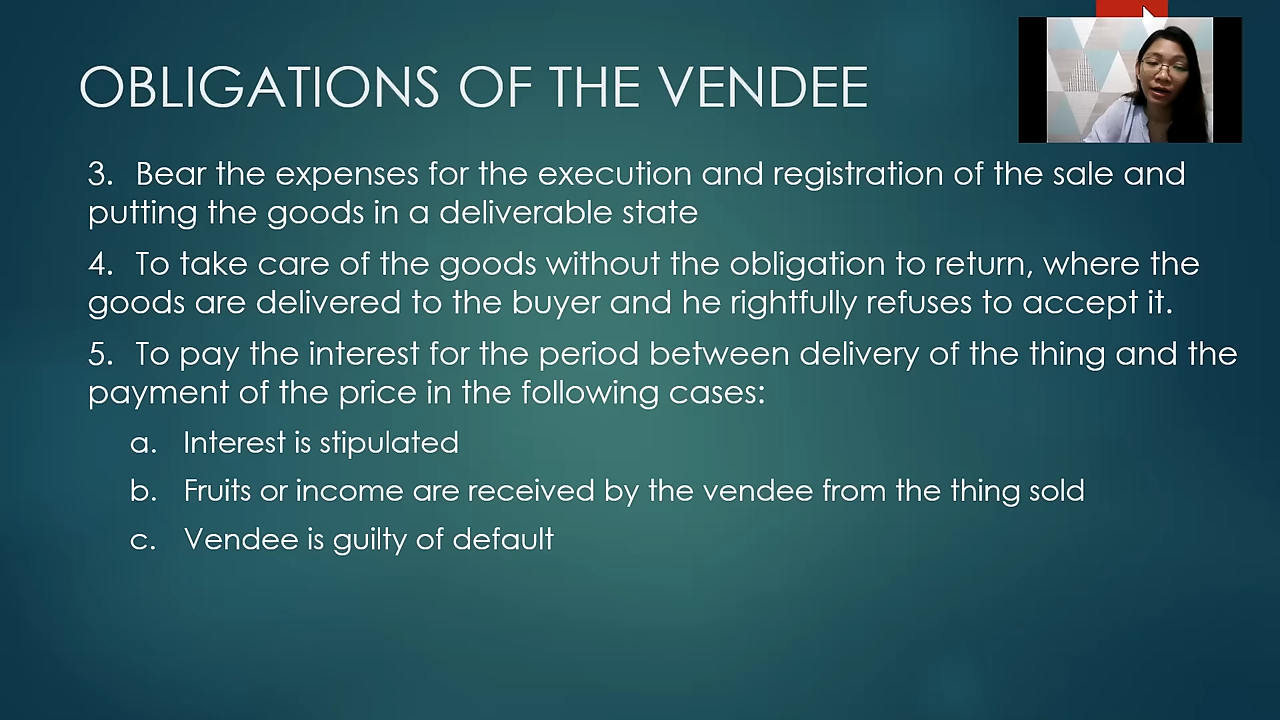 OBLIGATIONS OF THE VENDEE
3. Bear the expenses for the execution and registration of the sale and
putting the goods in a deliverable state
4. To take care of the goods without the obligation to return, where the
goods are delivered to the buyer and he rightfully refuses to accept it.
5. To pay the interest for the period between delivery of the thing and the
payment of the price in the following cases:
a. Interest is stipulated
b. Fruits or income are received by the vendee from the thing sold
c. Vendee is guilty of default